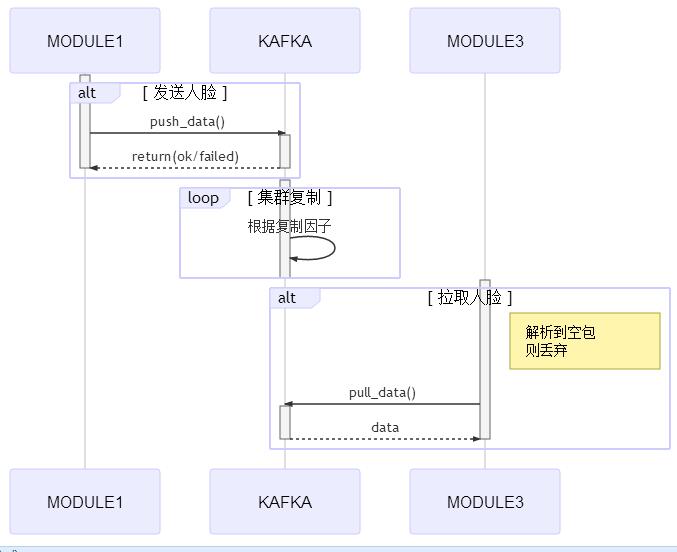 MODULE1
KAFKA
MODULE3
alt
[ 发送人脸 ]
push_data()
return(ok/failed)
loop
[ 集群复制 ]
根据复制因子
alt
[ 拉取人脸 ]
解析到空包
则丢弃
pull_data()
data
MODULE1
KAFKA
MODULE3